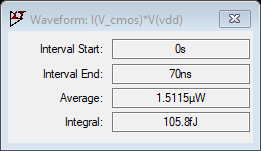 Waveform: I(V_cmos)*V(vdd)
Interval Start: 0s
Interval End: 70ns
Average: 1.5115µW
Integral: 105.8fJ